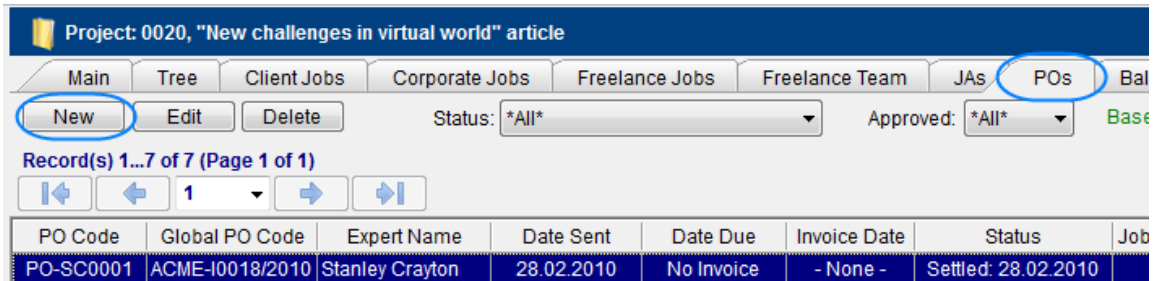 Project: 0020, "New challenges in virtual world" article
Main Tree Client Jobs Corporate Jobs Freelance Jobs Freelance Team JAs POs Bal
New Edit Delete Status: *All* Approved: *All* Base
Record(s) 1...7 of 7 (Page 1 of 1)
1
PO Code Global PO Code Expert Name Date Sent Date Due Invoice Date Status Job
PO-SC0001 ACME-I0018/2010 Stanley Crayton 28.02.2010 No Invoice - None - Settled: 28.02.2010